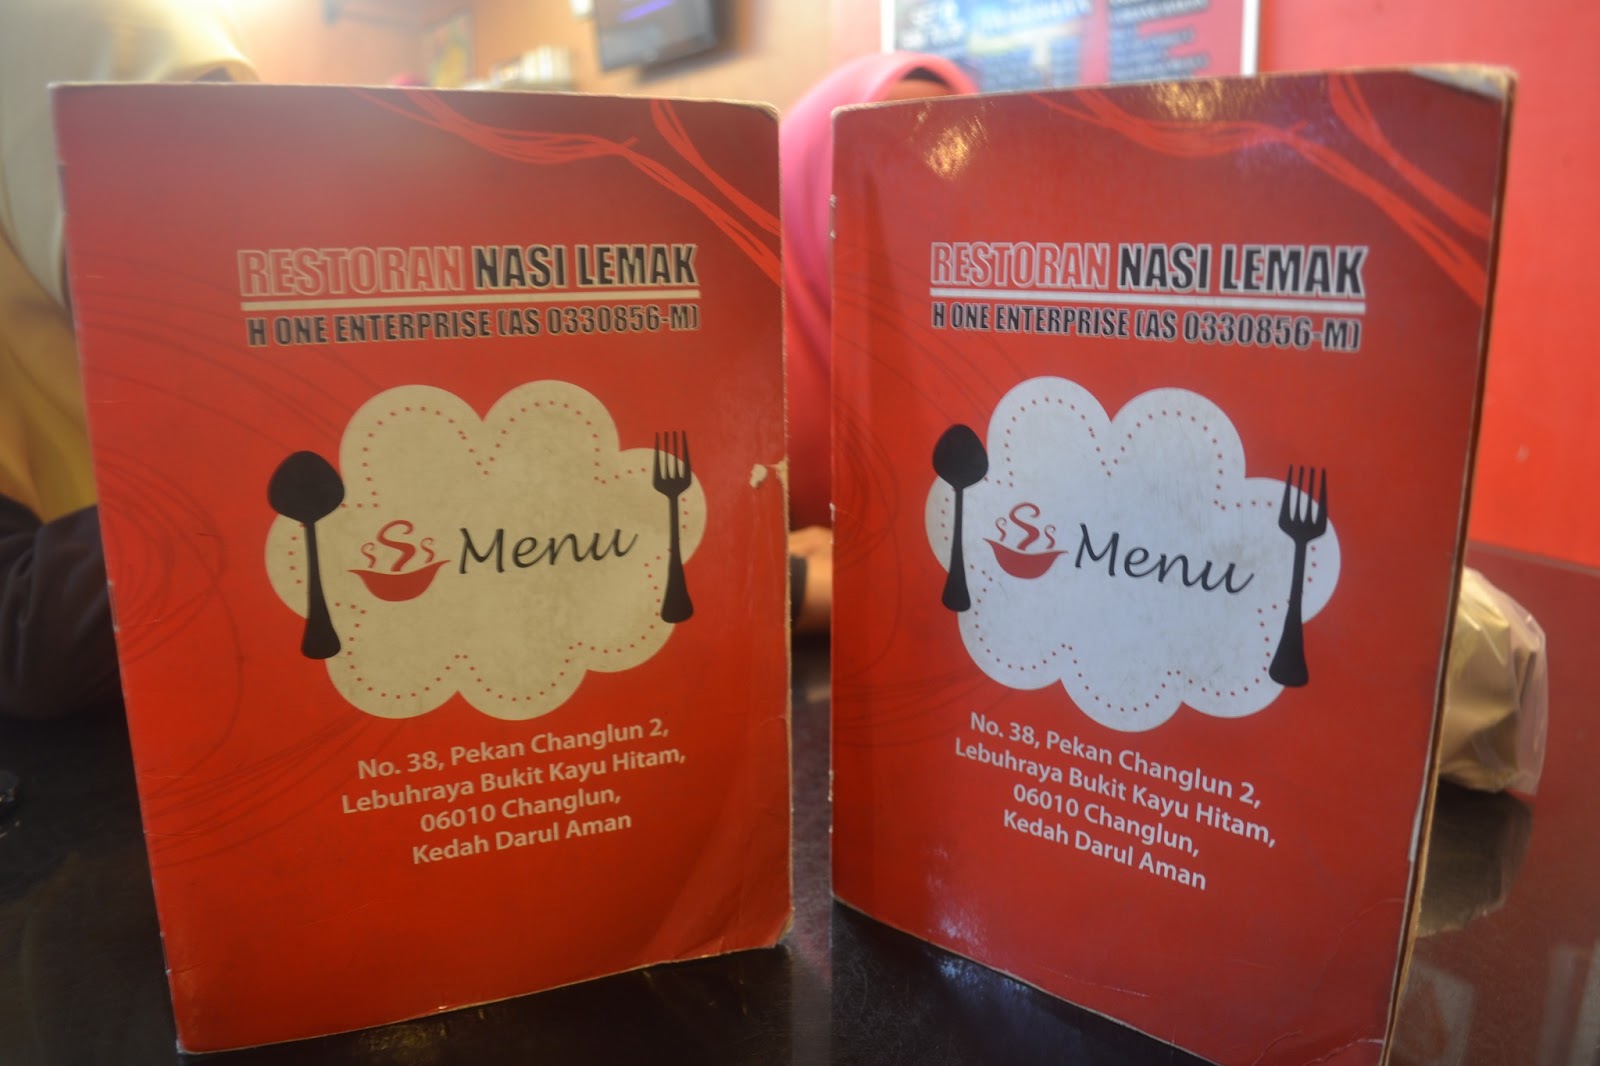 RESTORAN NASI LEMAK
H ONE ENTERPRISE (AS 0330856-M)
Menu
No. 38, Pekan Changlun 2,
Lebuhraya Bukit Kayu Hitam,
06010 Changlun,
Kedah Darul Aman
RESTORAN NASI LEMAK
H ONE ENTERPRISE (AS 0330856-M)
Menu
No. 38, Pekan Changlun 2,
Lebuhraya Bukit Kayu Hitam,
06010 Changlun,
Kedah Darul Aman